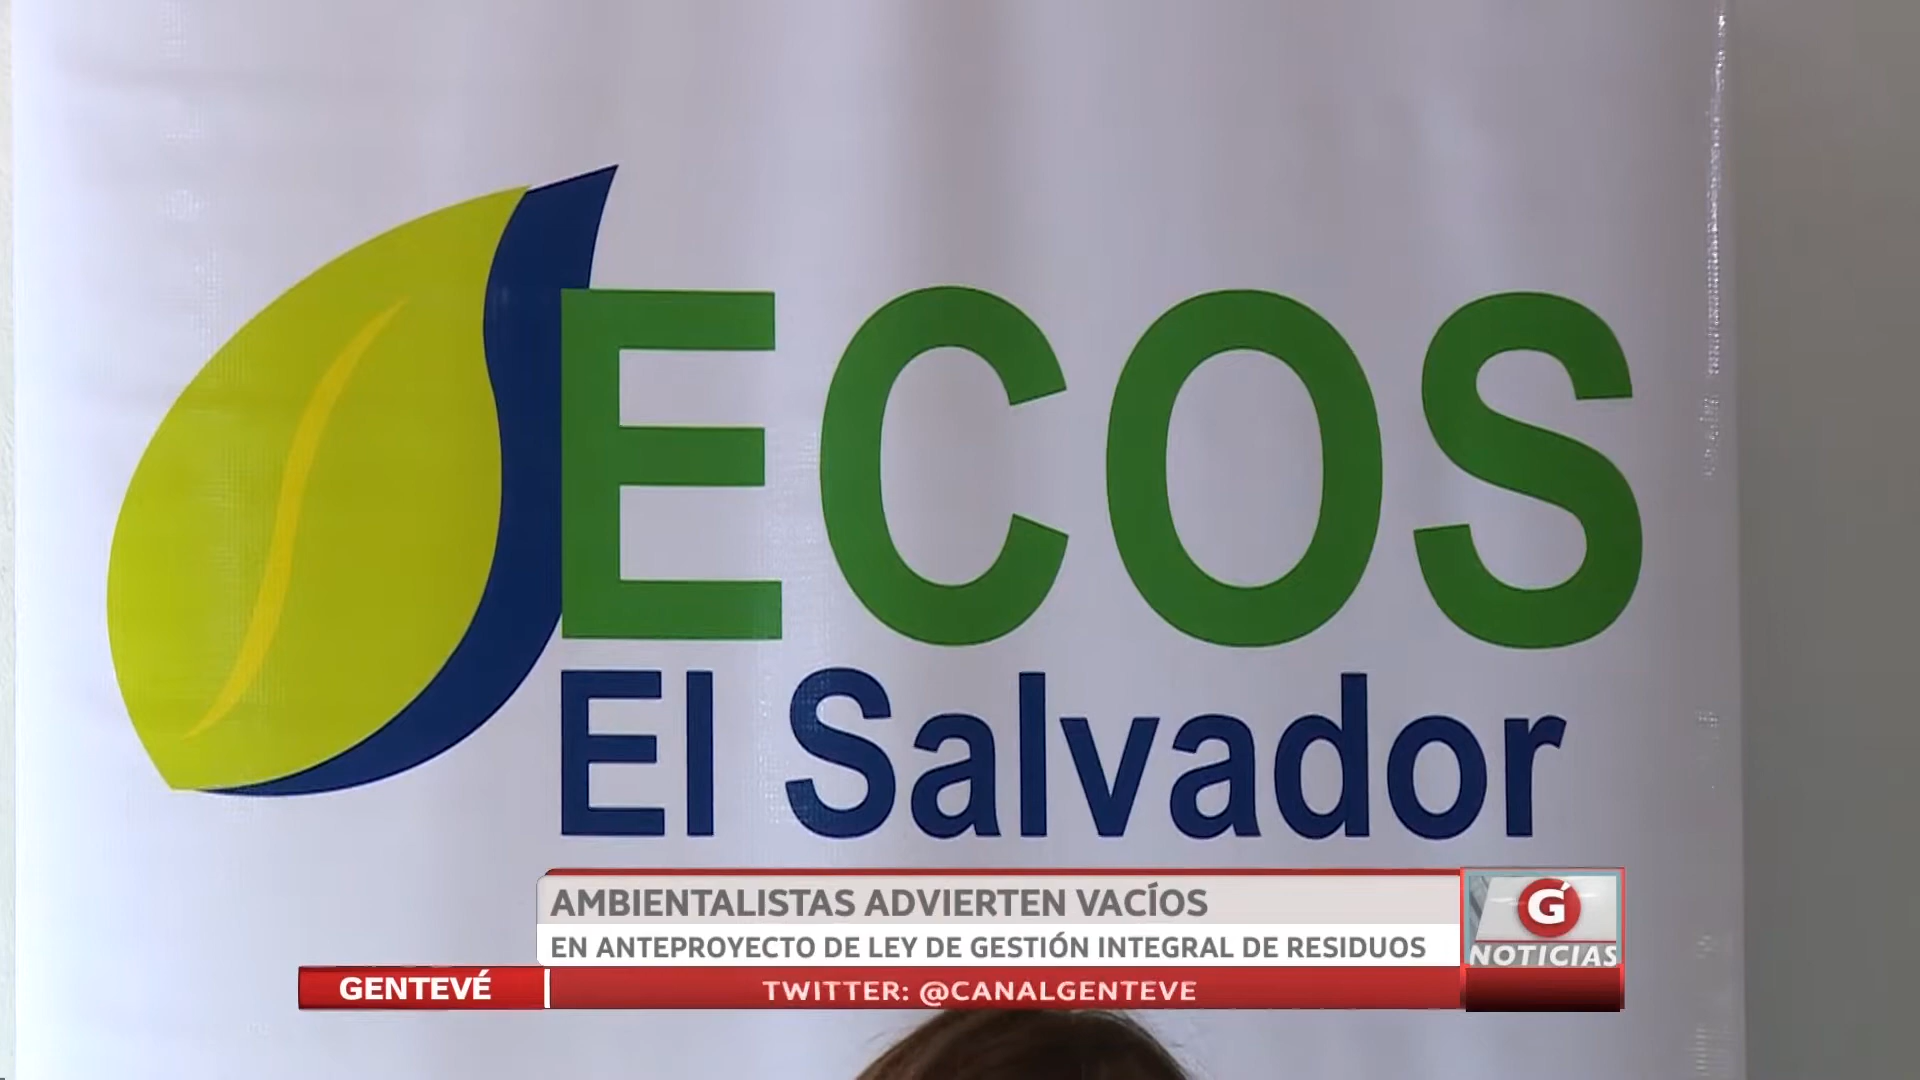 ECOS
El Salvador
AMBIENTALISTAS ADVIERTEN VACÍOS
EN ANTEPROYECTO DE LEY DE GESTIÓN INTEGRAL DE RESIDUOS
G
NOTICIAS
GENTEVÉ
TWITTER: @CANALGENTEVE